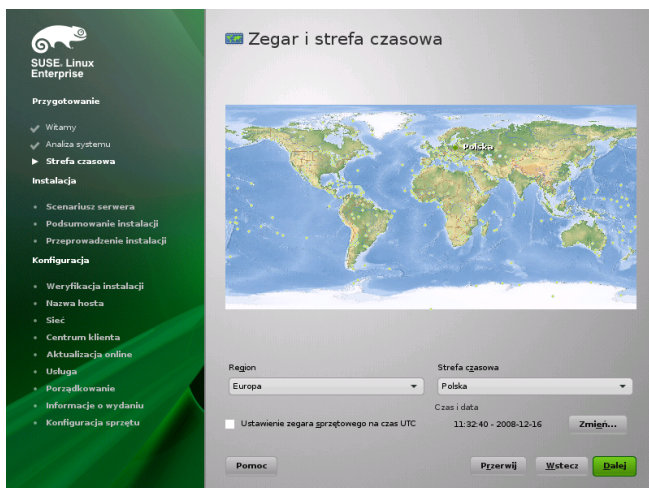 SUSE. Linux
Enterprise
Przygotowanie
Witamy
Analiza systemu
Strefa czasowa
Instalacja
Scenariusz serwera
Podsumowanie instalacji
Przeprowadzenie instalacji
Konfiguracja
Weryfikacja instalacji
Nazwa hosta
Sieć
Centrum klienta
Aktualizacja online
Usługa
Porządkowanie
Informacje o wydaniu
Konfiguracja sprzętu
Zegar i strefa czasowa
Polska
Region
Strefa czasowa
Europa
Polska
Czas i data
Ustawienie zegara sprzętowego na czas UTC
11:32:40 - 2008-12-16
Zmień...
Pomoc
Przerwij
Wstecz
Dalej